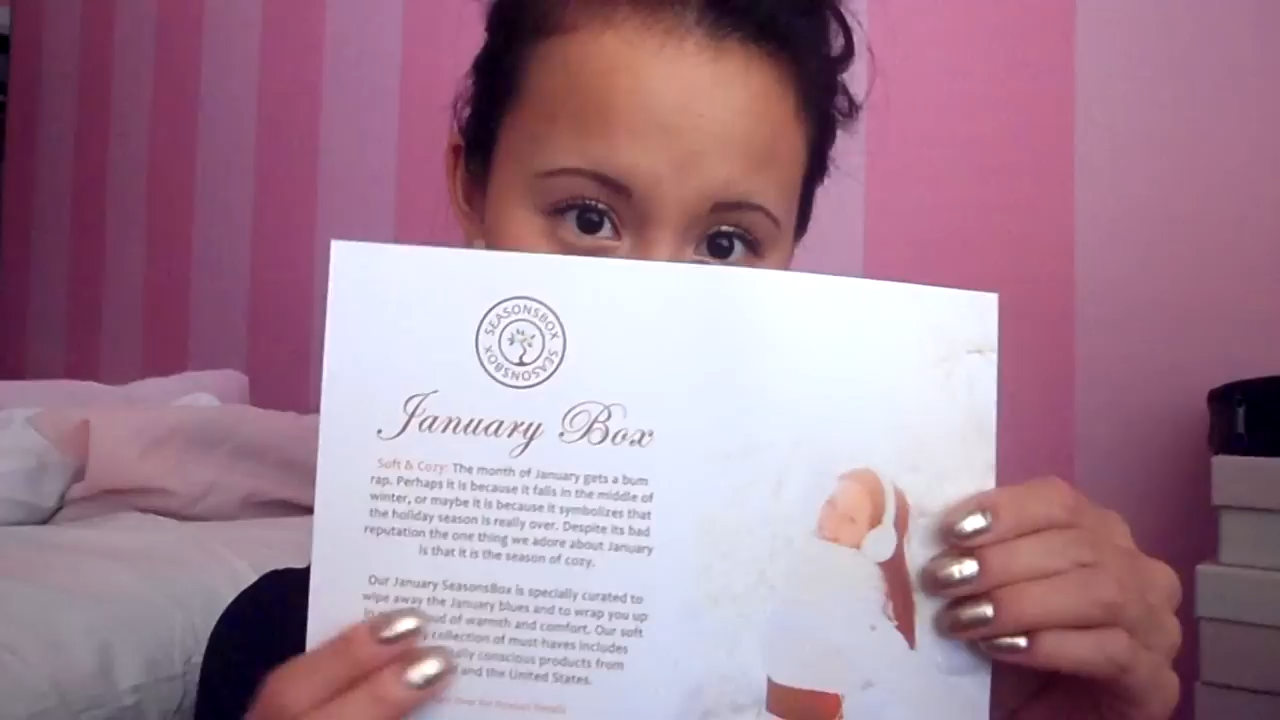 SEASONSBOX SEASONSBOX
January Box
Soft & Cozy: The month of January gets a bum
rap. Perhaps it is because it falls in the middle of
winter, or maybe it is because it symbolizes that
the holiday season is really over. Despite its bad
reputation the one thing we adore about January
is that it is the season of cozy.
Our January SeasonsBox is specially curated to
wipe away the January blues and to wrap you up
of warmth and comfort. Our soft
collection of must-haves includes
conscious products from
and the United States.